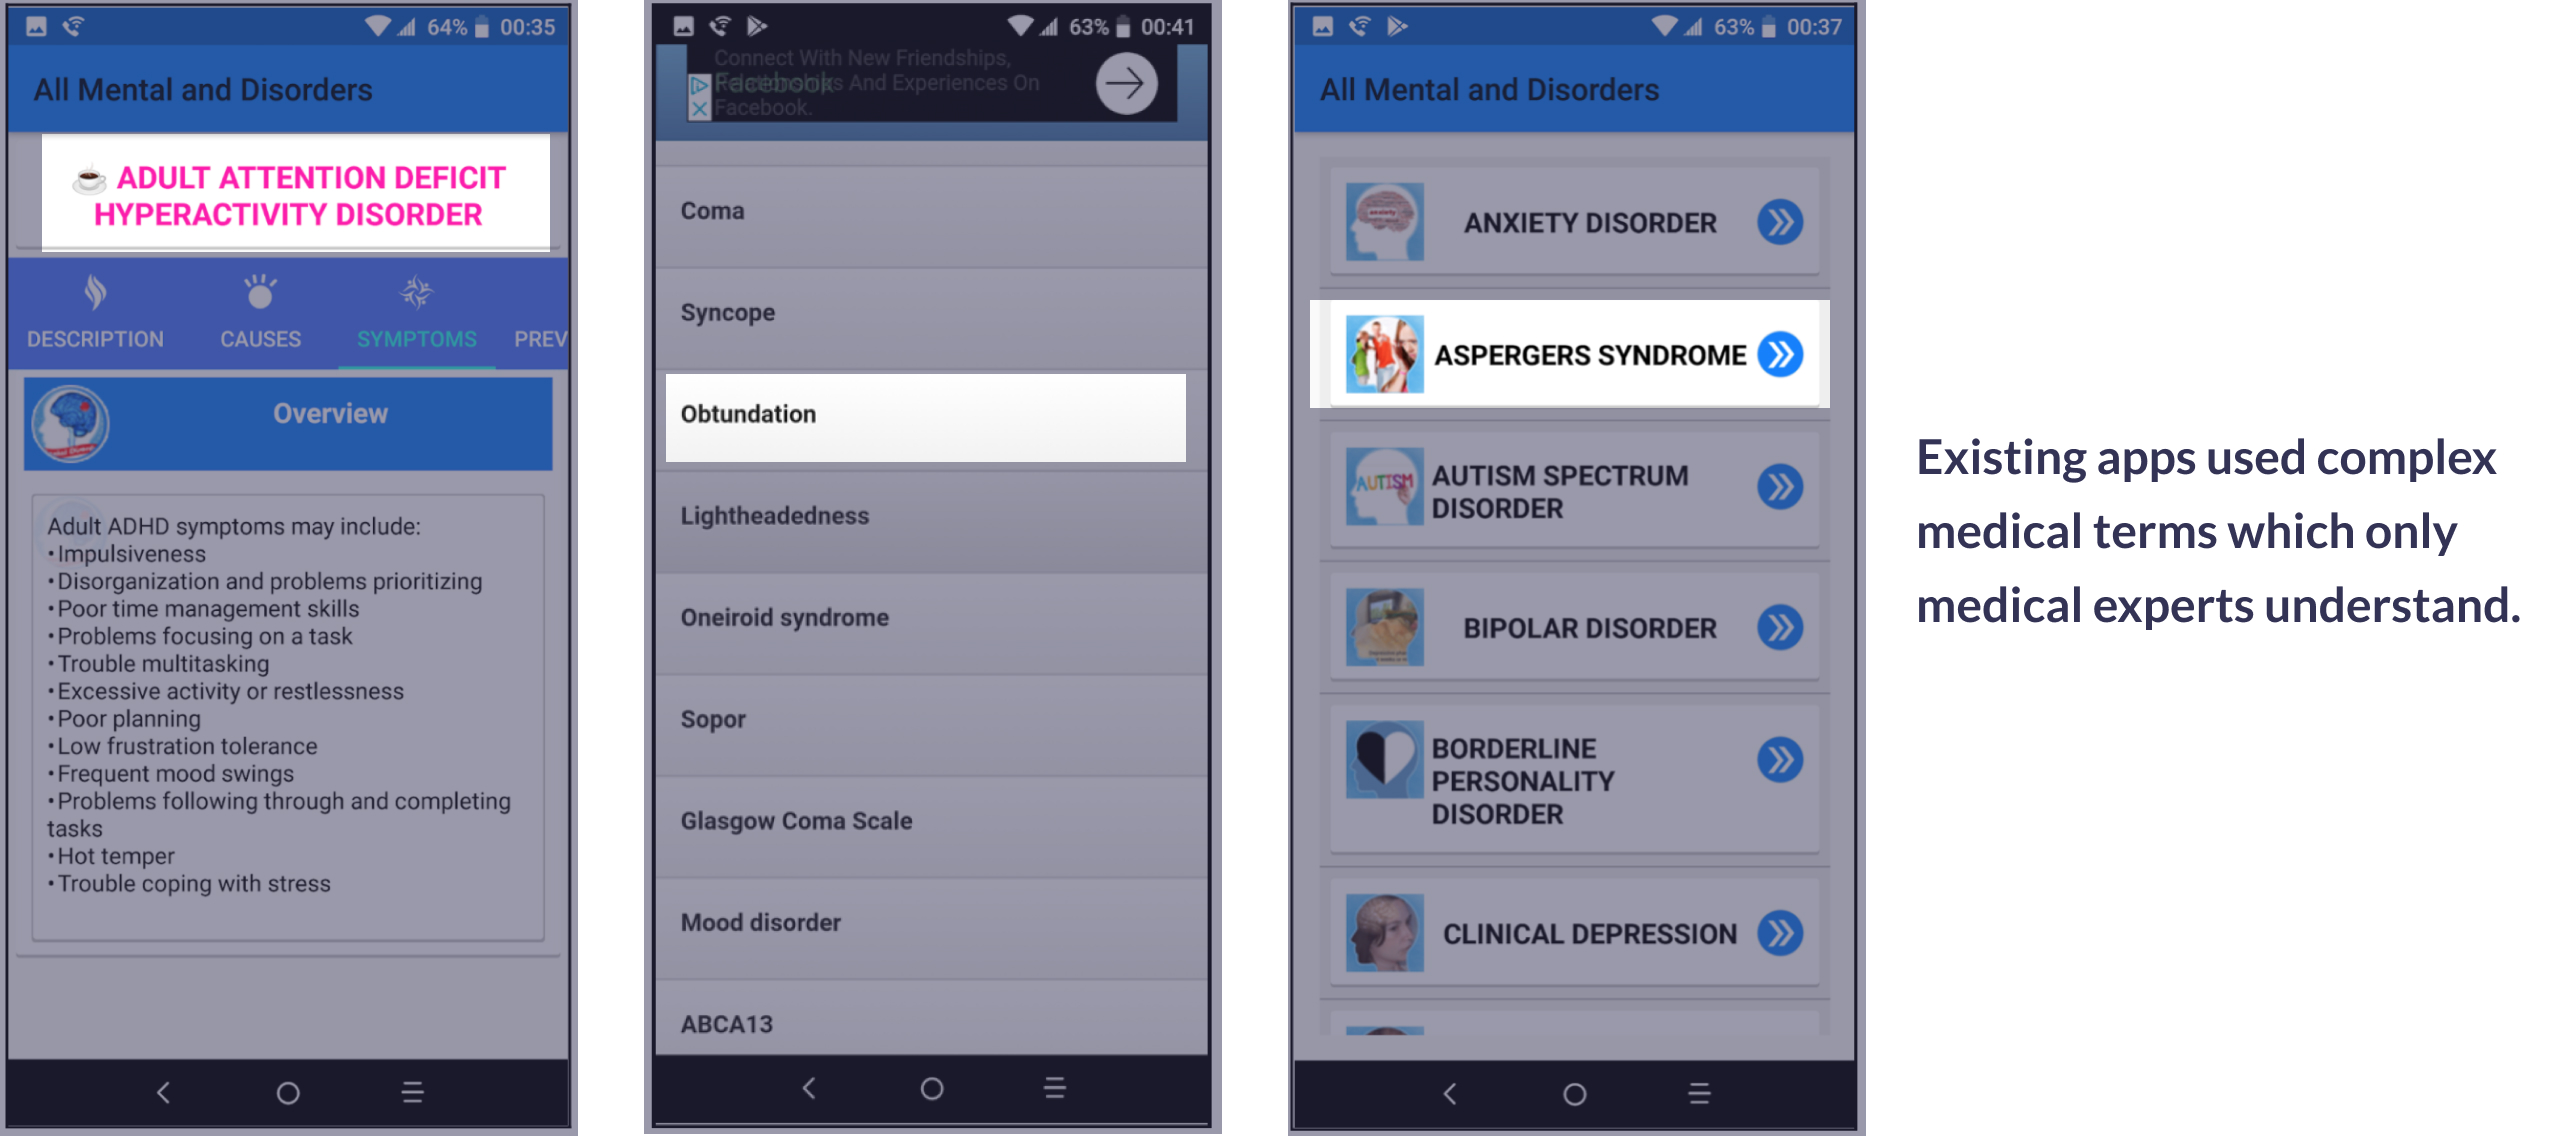 64% 00:35
All Mental and Disorders
ADULT ATTENTION DEFICIT
HYPERACTIVITY DISORDER
DESCRIPTION CAUSES SYMPTOMS PREV
Overview
Adult ADHD symptoms may include:
•Impulsiveness
•Disorganization and problems prioritizing
•Poor time management skills
•Problems focusing on a task
•Trouble multitasking
•Excessive activity or restlessness
•Poor planning
•Low frustration tolerance
•Frequent mood swings
•Problems following through and completing
tasks
•Hot temper
•Trouble coping with stress
63% 00:41
Connect With New Friendships,
Relationships And Experiences On
Facebook.
Facebook
Coma
Syncope
Obtundation
Lightheadedness
Oneiroid syndrome
Sopor
Glasgow Coma Scale
Mood disorder
ABCA13
63% 00:37
All Mental and Disorders
anxiety
ANXIETY DISORDER
ASPERGERS SYNDROME
AUTISM
AUTISM SPECTRUM
DISORDER
BIPOLAR DISORDER
BORDERLINE
PERSONALITY
DISORDER
CLINICAL DEPRESSION
Existing apps used complex
medical terms which only
medical experts understand.